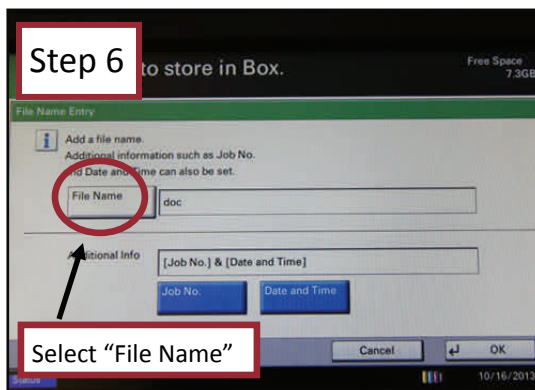 Step 6
to store in Box.
Free Space
7.3GB
File Name Entry
Add a file name.
Additional information such as Job No.
and Date and Time can also be set.
File Name
doc
Additional Info
[Job No.] & [Date and Time]
Job No.
Date and Time
Select “File Name”
Cancel
OK
Status
10/16/2013